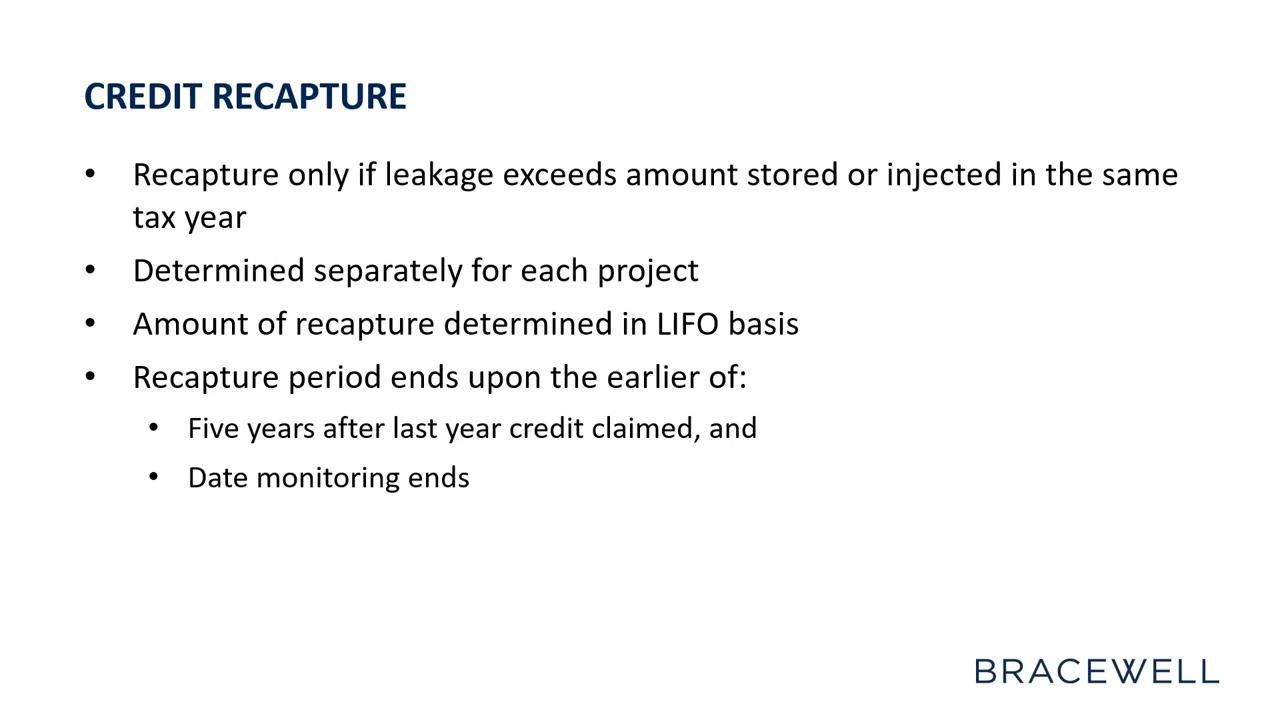 CREDIT RECAPTURE
• Recapture only if leakage exceeds amount stored or injected in the same
tax year
• Determined separately for each project
• Amount of recapture determined in LIFO basis
• Recapture period ends upon the earlier of:
• Five years after last year credit claimed, and
• Date monitoring ends
BRACEWELL